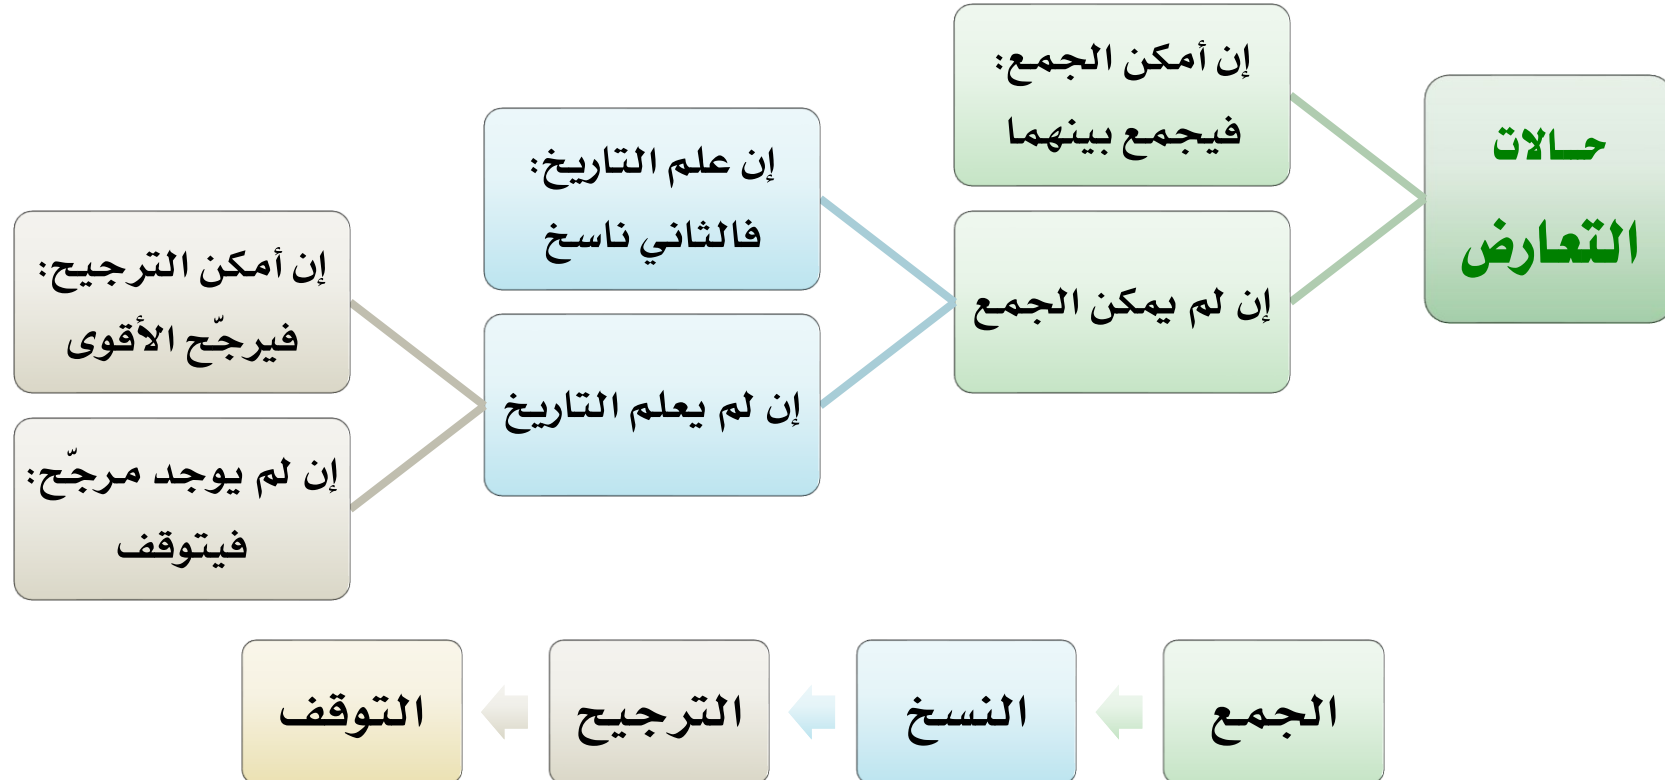 حـالات
التعارض
إن أمكن الجمع:
فيجمع بينهما
إن لم يمكن الجمع
إن علم التاريخ:
فالثاني ناسخ
إن لم يعلم التاريخ
إن أمكن الترجيح:
فيرجّح الأقوى
إن لم يوجد مرجّح:
فيتوقف
الجمع
النسخ
الترجيح
التوقف